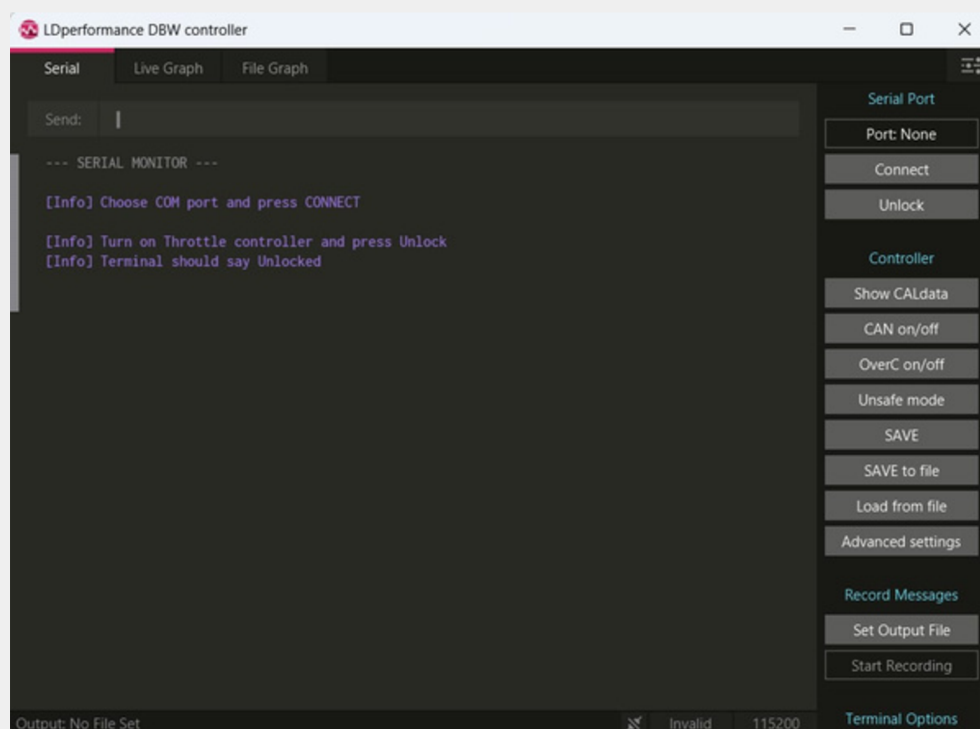 LDperformance DBW controller
Serial
Live Graph
File Graph
Send:
--- SERIAL MONITOR ---
[Info] Choose COM port and press CONNECT
[Info] Turn on Throttle controller and press Unlock
[Info] Terminal should say Unlocked
Serial Port
Port: None
Connect
Unlock
Controller
Show CALdata
CAN on/off
OverC on/off
Unsafe mode
SAVE
SAVE to file
Load from file
Advanced settings
Record Messages
Set Output File
Start Recording
Terminal Options
Output: No File Set
Invalid
115200